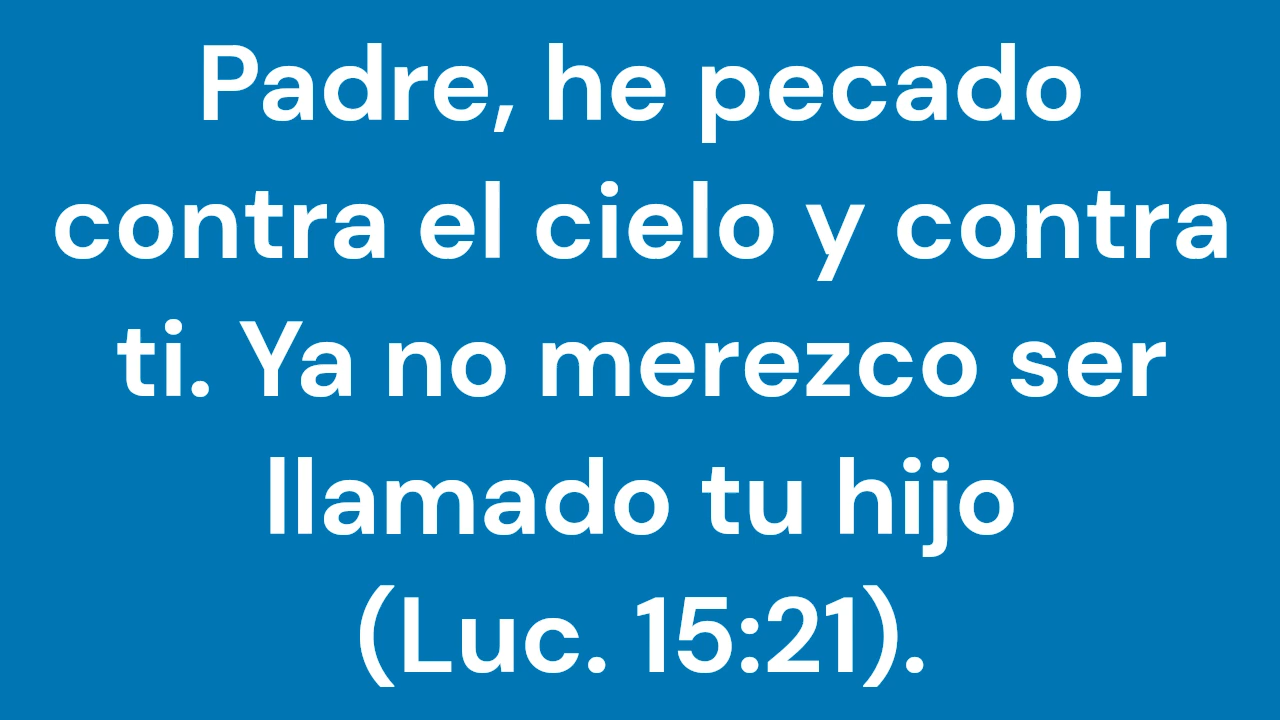 Padre, he pecado
contra el cielo y contra
ti. Ya no merezco ser
llamado tu hijo
(Luc. 15:21).